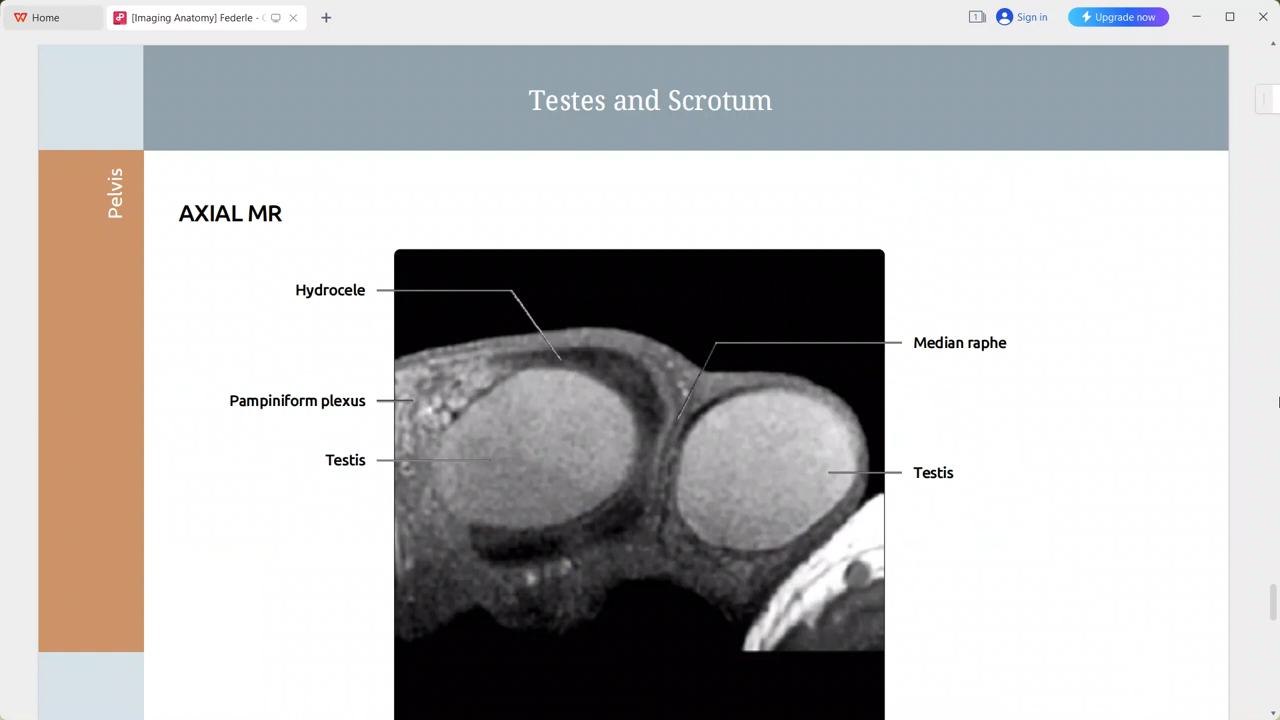 Home
[Imaging Anatomy] Federle -
1
Sign in
Upgrade now
Testes and Scrotum
Pelvis
AXIAL MR
Hydrocele
Median raphe
Pampiniform plexus
Testis
Testis